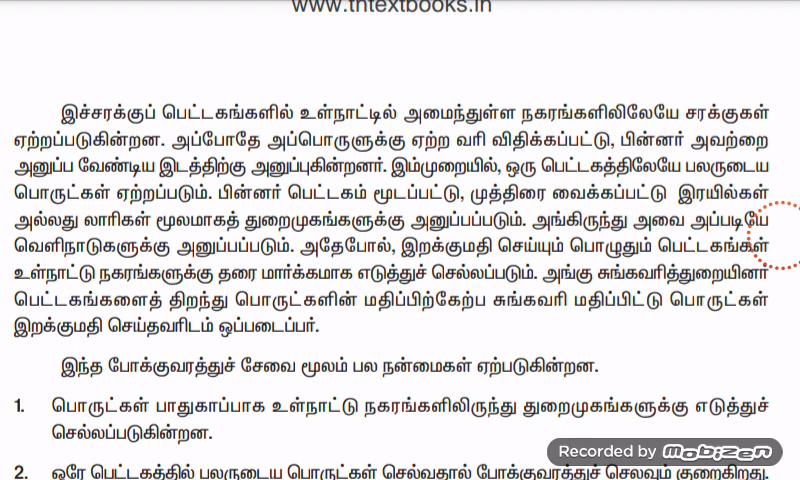 www.tntextbooks.in
இச்சரக்குப் பெட்டகங்களில் உள்நாட்டில் அமைந்துள்ள நகரங்களிலிலேயே சரக்குகள்
ஏற்றப்படுகின்றன. அப்போதே அப்பொருளுக்கு ஏற்ற வரி விதிக்கப்பட்டு, பின்னர் அவற்றை
அனுப்ப வேண்டிய இடத்திற்கு அனுப்புகின்றனர். இம்முறையில், ஒரு பெட்டகத்திலேயே பலருடைய
பொருட்கள் ஏற்றப்படும். பின்னர் பெட்டகம் மூடப்பட்டு, முத்திரை வைக்கப்பட்டு இரயில்கள்
அல்லது லாரிகள் மூலமாகத் துறைமுகங்களுக்கு அனுப்பப்படும். அங்கிருந்து அவை அப்படியே
வெளிநாடுகளுக்கு அனுப்பப்படும். அதேபோல், இறக்குமதி செய்யும் பொழுதும் பெட்டகங்கள்
உள்நாட்டு நகரங்களுக்கு தரை மார்க்கமாக எடுத்துச் செல்லப்படும். அங்கு சுங்கவரித்துறையினர்
பெட்டகங்களைத் திறந்து பொருட்களின் மதிப்பிற்கேற்ப சுங்கவரி மதிப்பிட்டு பொருட்கள்
இறக்குமதி செய்தவரிடம் ஒப்படைப்பர்.
இந்த போக்குவரத்துச் சேவை மூலம் பல நன்மைகள் ஏற்படுகின்றன.
1. பொருட்கள் பாதுகாப்பாக உள்நாட்டு நகரங்களிலிருந்து துறைமுகங்களுக்கு எடுத்துச்
செல்லப்படுகின்றன.
Recorded by mobizen
2. ஒரே பெட்டகத்தில் பலருடைய பொருட்கள் செல்வதால் போக்குவரத்துச் செலவும் குறைகிறது.